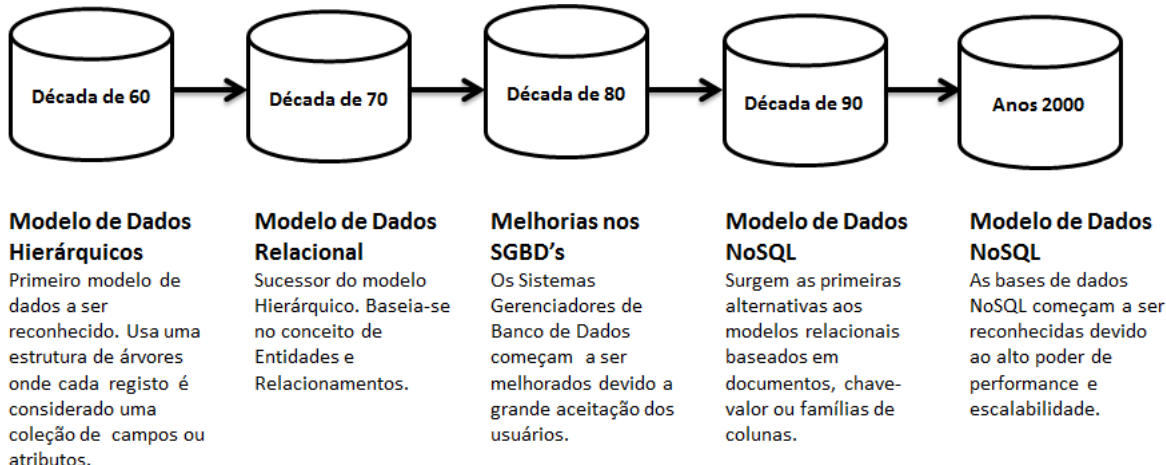 Década de 60
Década de 70
Década de 80
Década de 90
Anos 2000
Modelo de Dados
Hierárquicos
Primeiro modelo de
dados a ser
reconhecido. Usa uma
estrutura de árvores
onde cada registo é
considerado uma
coleção de campos ou
atributos.
Modelo de Dados
Relacional
Sucessor do modelo
Hierárquico. Baseia-se
no conceito de
Entidades e
Relacionamentos.
Melhorias nos
SGBD's
Os Sistemas
Gerenciadores de
Banco de Dados
começam a ser
melhorados devido a
grande aceitação dos
usuários.
Modelo de Dados
NoSQL
Surgem as primeiras
alternativas aos
modelos relacionais
baseados em
documentos, chave-
valor ou famílias de
colunas.
Modelo de Dados
NoSQL
As bases de dados
NoSQL começam a ser
reconhecidas devido
ao alto poder de
performance e
escalabilidade.